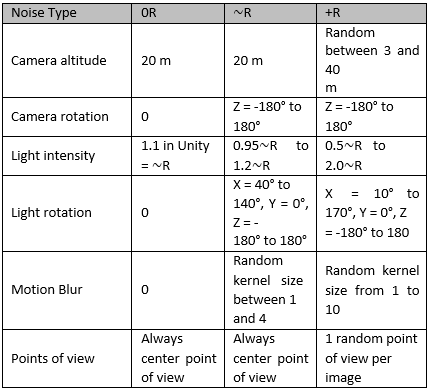 Noise Type 0R ~R +R
Camera altitude 20 m 20 m Random
between 3 and
40
m
Camera rotation 0 Z = -180° to
180° Z = -180° to
180°
Light intensity 1.1 in Unity
= ~R 0.95~R to
1.2~R 0.5~R to
2.0~R
Light rotation 0 X = 40° to
140°, Y = 0°,
Z = -
180° to 180° X = 10° to
170°, Y = 0°, Z
= -180° to 180
Motion Blur 0 Random
kernel size
between 1
and 4 Random kernel
size from 1 to
10
Points of view Always
center point
of view Always
center point
of view 1 random point
of view per
image